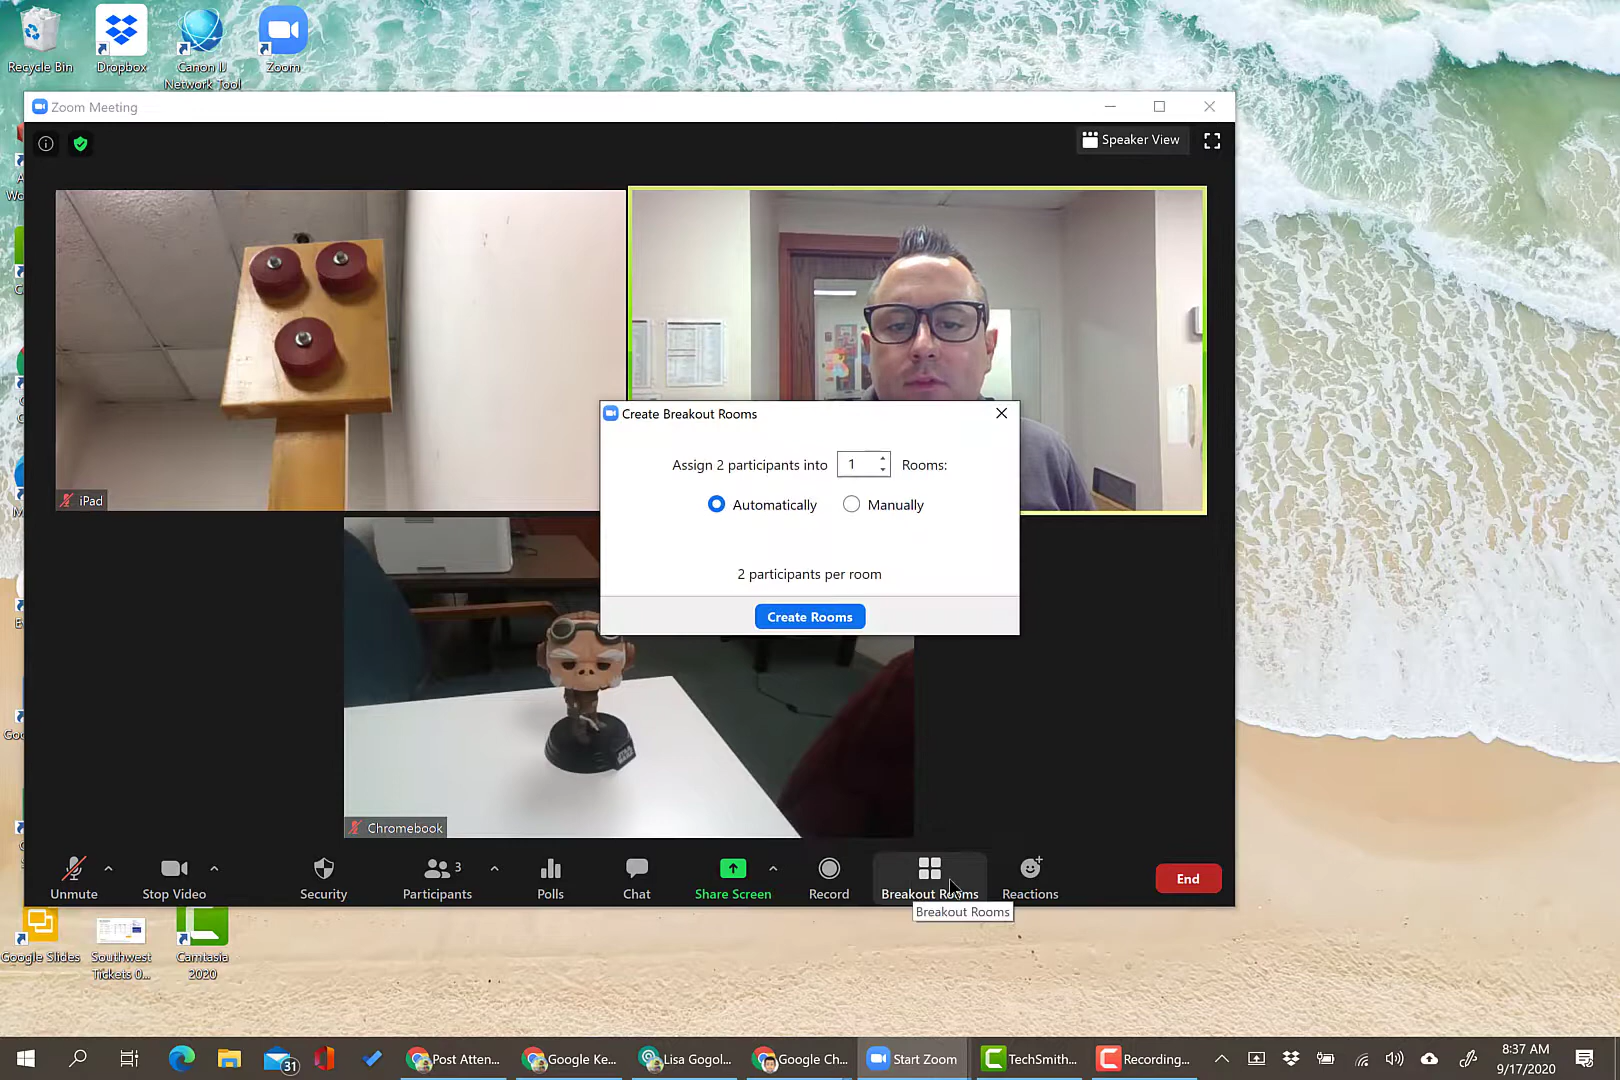 Recycle Bin
Dropbox
Canon IJ
Network Tool
Zoom
Zoom Meeting
Speaker View
iPad
Create Breakout Rooms
Assign 2 participants into 1 Rooms:
Automatically
Manually
2 participants per room
Create Rooms
STAR WARS
Chromebook
Unmute
Stop Video
Security
3
Participants
Polls
Chat
Share Screen
Record
Breakout Rooms
Reactions
End
Breakout Rooms
Google Slides
Southwest
Tickets 0...
Camtasia
2020
31
Post Atten...
Google Ke...
Lisa Gogol...
Google Ch...
Start Zoom
TechSmith...
Recording...
8:37 AM
9/17/2020